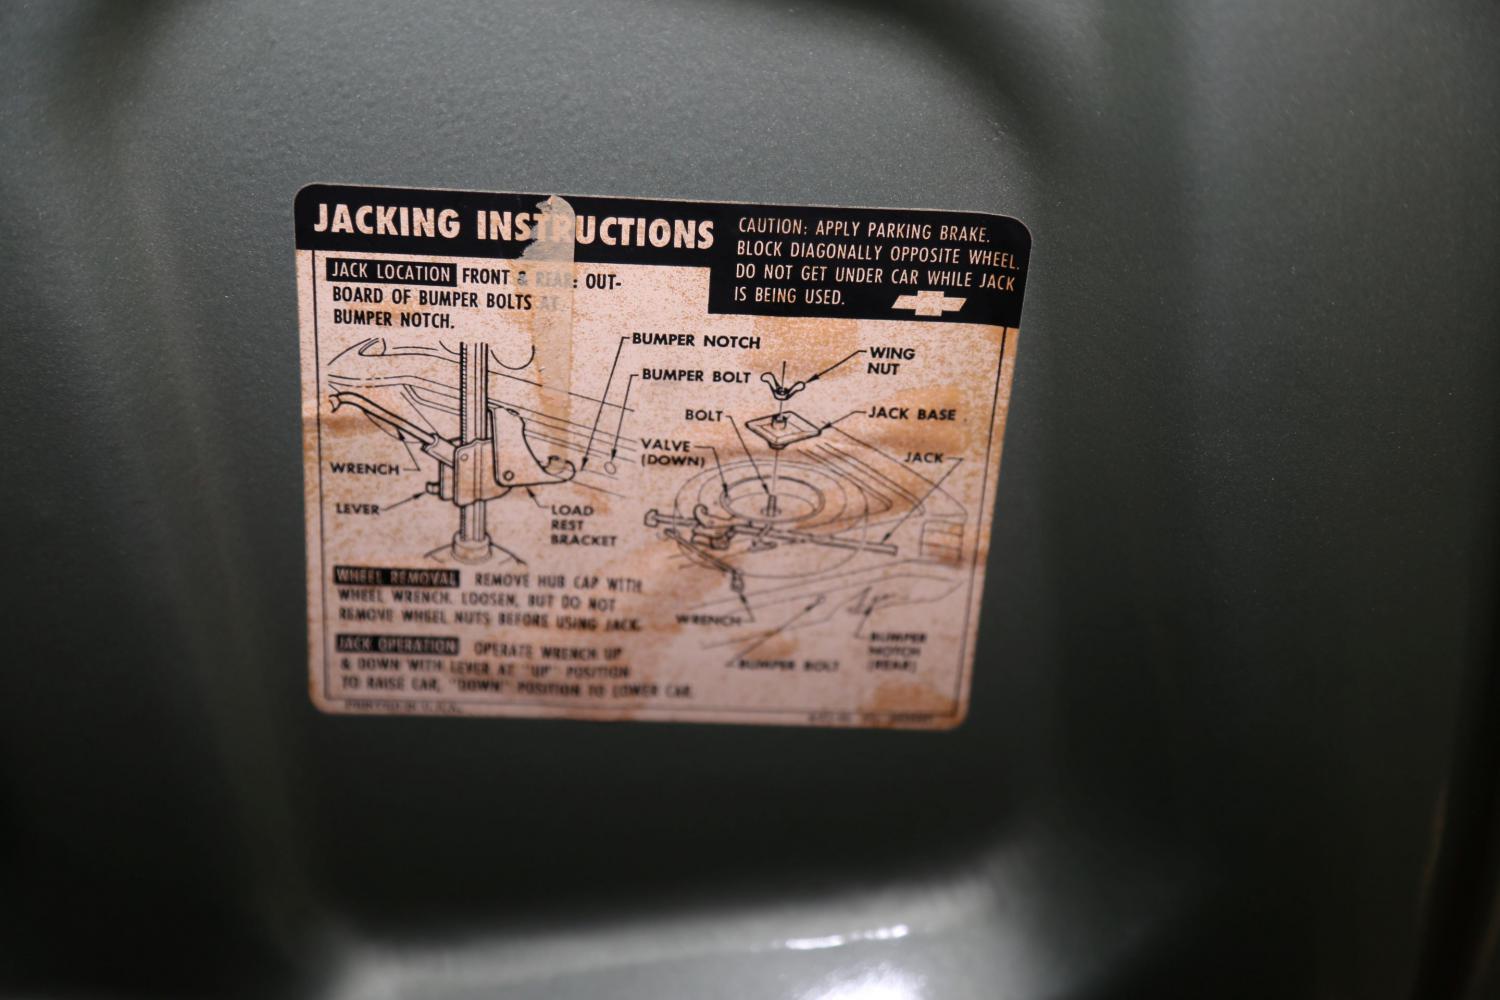 JACKING INSTRUCTIONS
CAUTION: APPLY PARKING BRAKE.
BLOCK DIAGONALLY OPPOSITE WHEEL.
DO NOT GET UNDER CAR WHILE JACK
IS BEING USED.
JACK LOCATION FRONT & REAR: OUT-
BOARD OF BUMPER BOLTS AT
BUMPER NOTCH.
BUMPER NOTCH
BUMPER BOLT
WRENCH
LEVER
LOAD
REST
BRACKET
WING
NUT
BOLT
JACK BASE
VALVE
(DOWN)
JACK
WRENCH
BUMPER BOLT
BUMPER
NOTCH
(REAR)
WHEEL REMOVAL REMOVE HUB CAP WITH
WHEEL WRENCH. LOOSEN, BUT DO NOT
REMOVE WHEEL NUTS BEFORE USING JACK.
JACK OPERATION OPERATE WRENCH UP
& DOWN WITH LEVER AT "UP" POSITION
TO RAISE CAR, "DOWN" POSITION TO LOWER CAR.
PRINTED IN U.S.A.